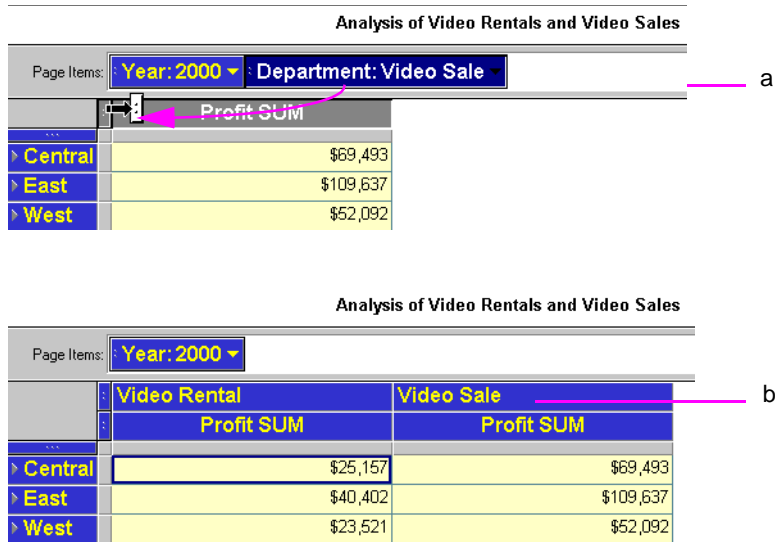 Analysis of Video Rentals and Video Sales
Page Items: Year: 2000 Department: Video Sale
a
Profit SUM
Central $69,493
East $109,637
West $52,092
Analysis of Video Rentals and Video Sales
Page Items: Year: 2000
Video Rental Video Sale
b
Profit SUM Profit SUM
Central $25,157 $69,493
East $40,402 $109,637
West $23,521 $52,092